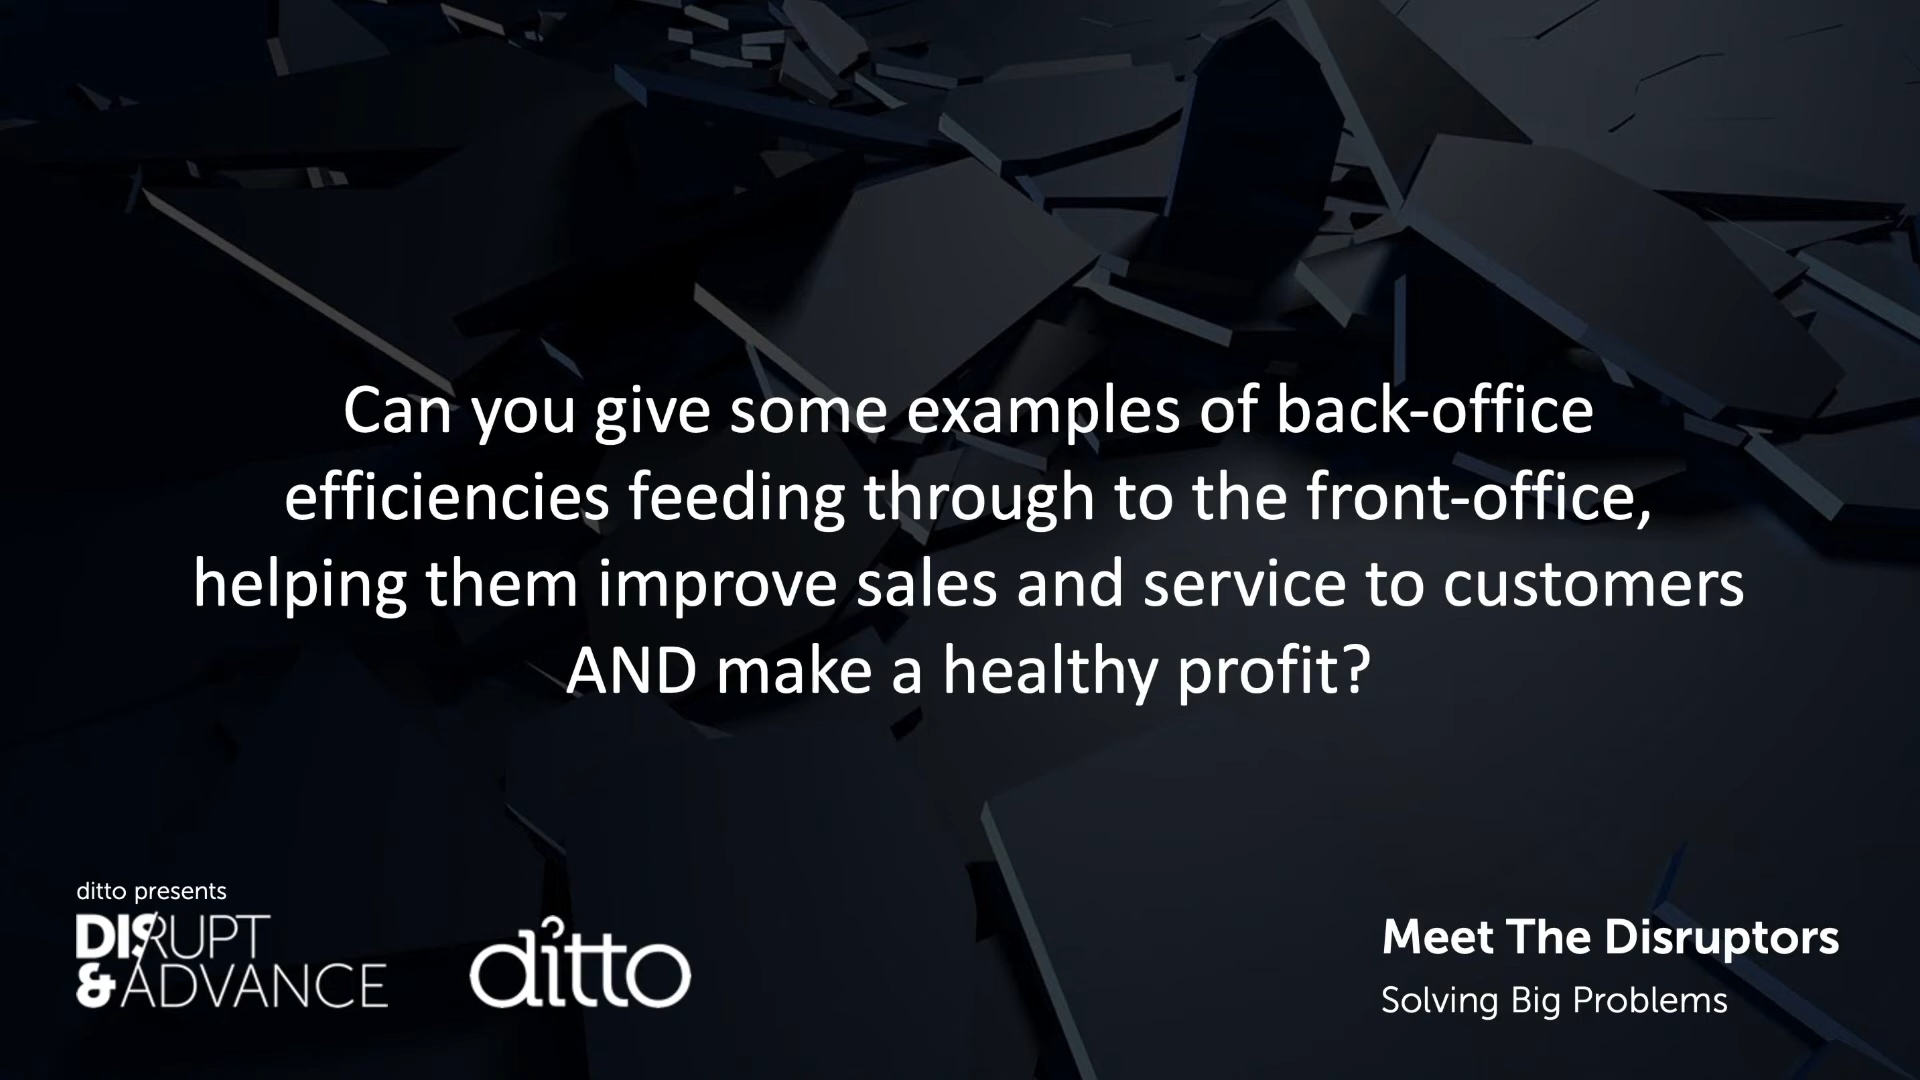 Can you give some examples of back-office
efficiencies feeding through to the front-office,
helping them improve sales and service to customers
AND make a healthy profit?
ditto presents
DISRUPT
&ADVANCE
ditto
Meet The Disruptors
Solving Big Problems